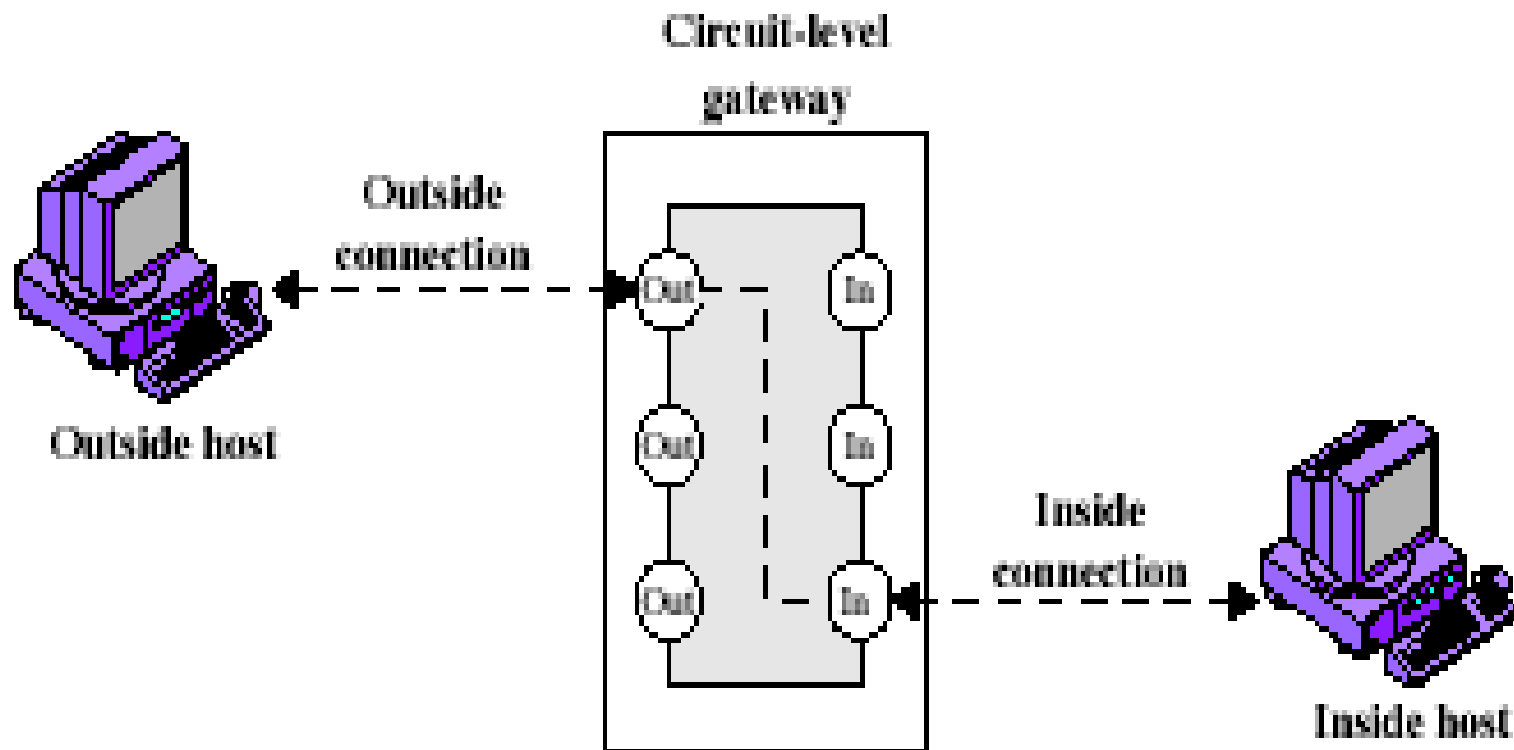 Circuit-level
gateway
Outside
connection
Out
In
Outside host
Out
In
Inside
connection
Out
In
Inside host